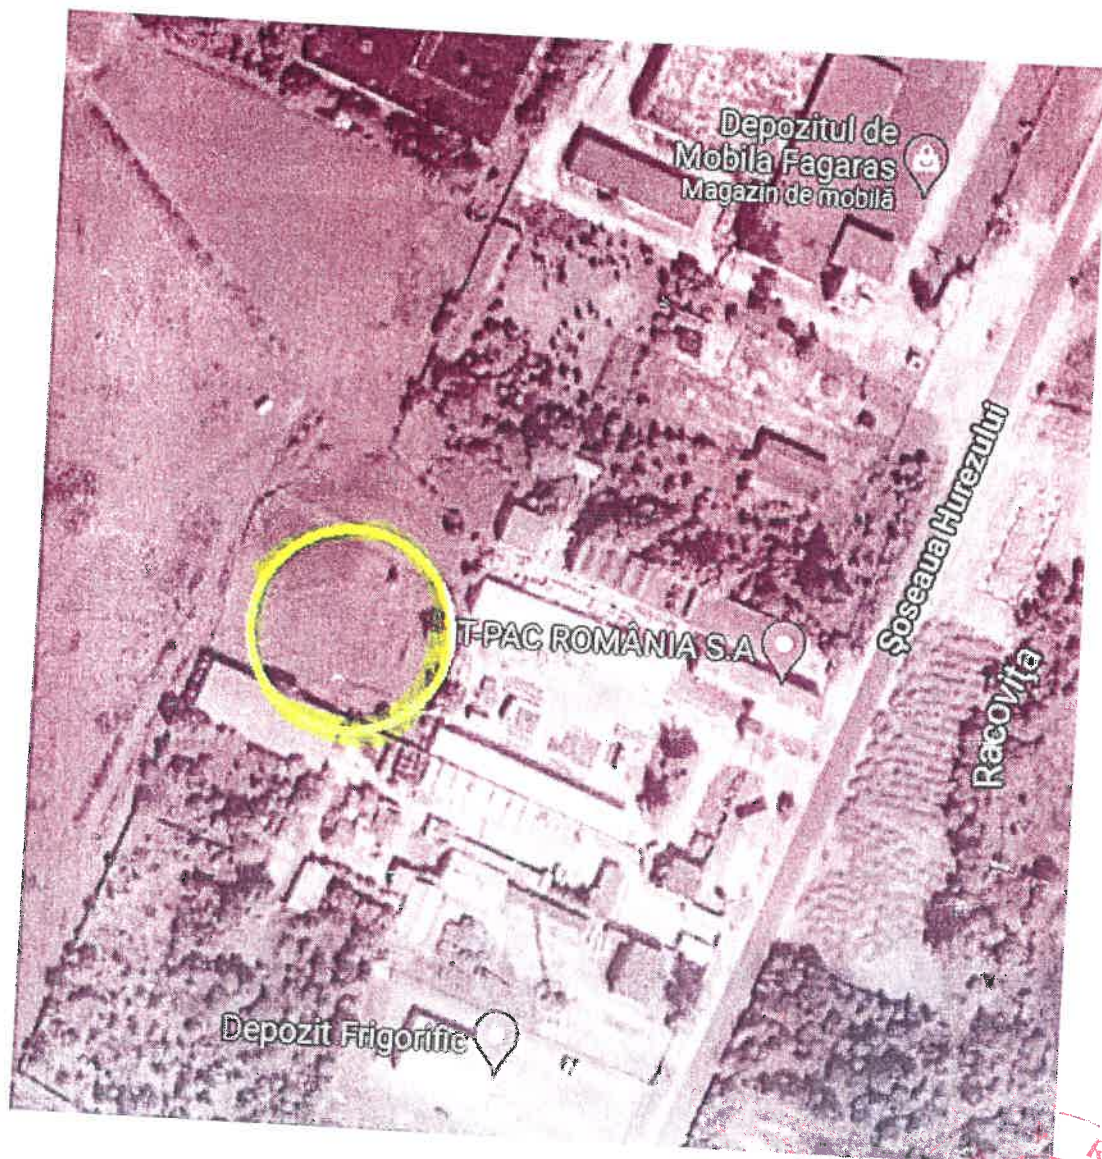 Depozitul de
Mobila Fagaras
Magazin de mobilă
Șoseaua Hurezului
T-PAC ROMÂNIA S.A
Racovița
Depozit Frigorific